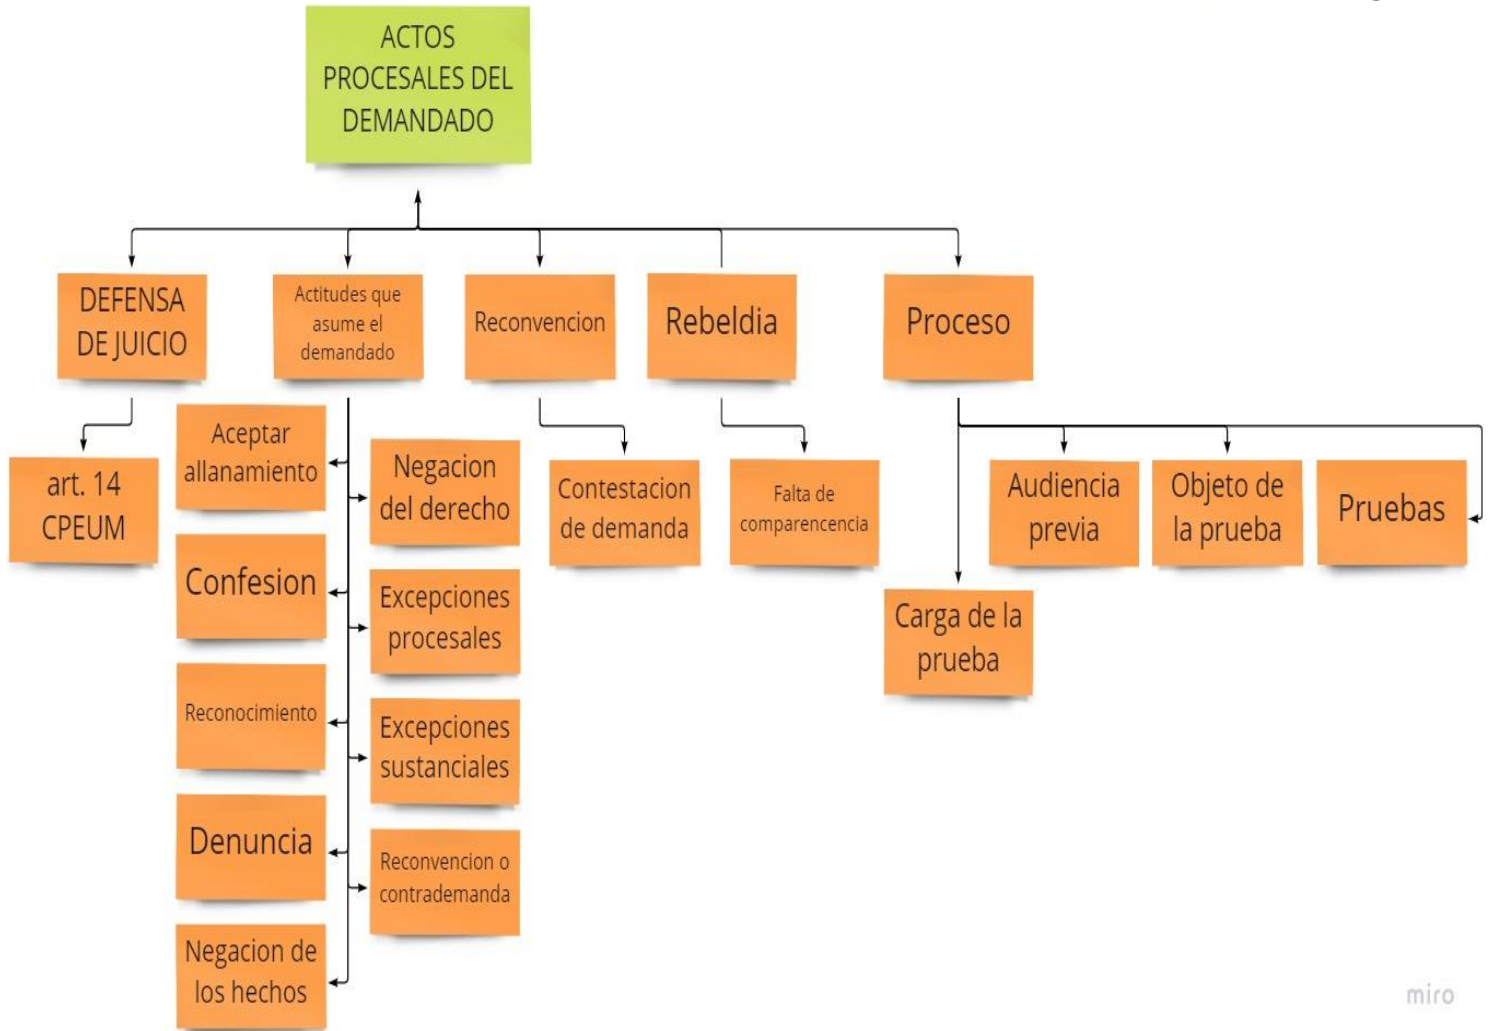 ACTOS
PROCESALES DEL
DEMANDADO
DEFENSA
DE JUICIO
Actitudes que
asume el
demandado
Reconvencion
Rebeldia
Proceso
art. 14
CPEUM
Aceptar
allanamiento
Negacion
del derecho
Confesion
Excepciones
procesales
Reconocimiento
Excepciones
sustanciales
Denuncia
Reconvencion o
contrademanda
Negacion de
los hechos
Contestacion
de demanda
Falta de
comparencencia
Audiencia
previa
Objeto de
la prueba
Pruebas
Carga de la
prueba
miro